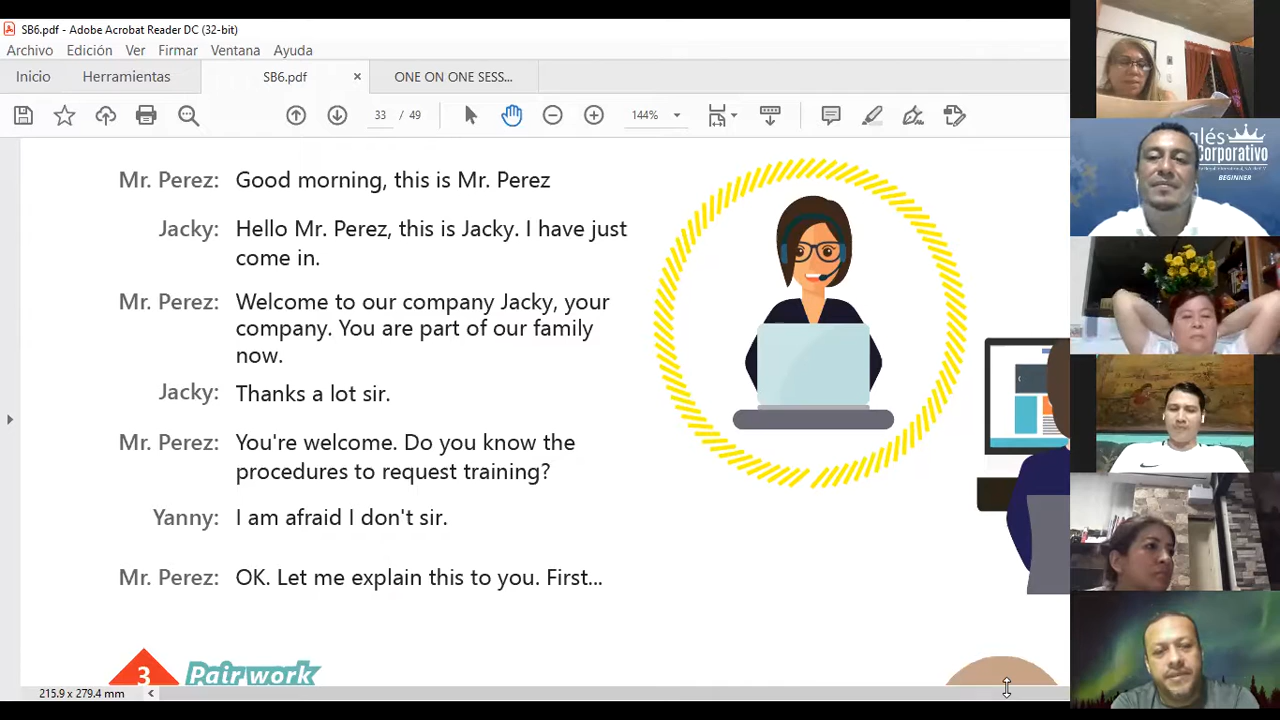 SB6.pdf - Adobe Acrobat Reader DC (32-bit)
Archivo Edición Ver Firmar Ventana Ayuda
Inicio Herramientas SB6.pdf × ONE ON ONE SESS...
33 / 49 144%
Mr. Perez: Good morning, this is Mr. Perez
Jacky: Hello Mr. Perez, this is Jacky. I have just
come in.
Mr. Perez: Welcome to our company Jacky, your
company. You are part of our family
now.
Jacky: Thanks a lot sir.
Mr. Perez: You're welcome. Do you know the
procedures to request training?
Yanny: I am afraid I don't sir.
Mr. Perez: OK. Let me explain this to you. First...
3 Pair work
215.9 x 279.4 mm
glés
Corporativo
BEGINNER